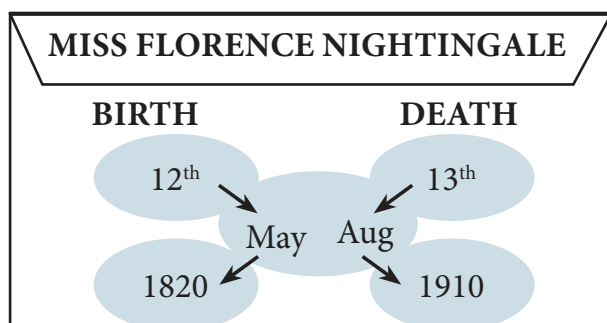 MISS FLORENCE NIGHTINGALE
BIRTH DEATH
12th 13th
May Aug
1820 1910